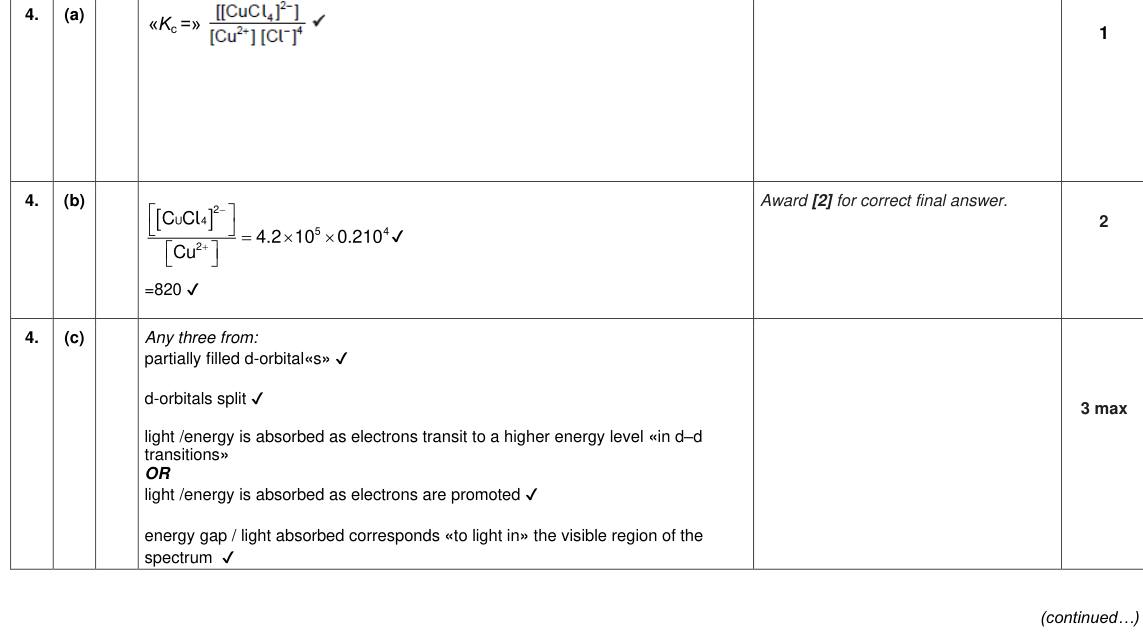 4. (a) «Kc =» [[CuCl₄]²⁻] / [Cu²⁺] [Cl⁻]⁴ ✓ 1
4. (b) [[CuCl₄]²⁻] / [Cu²⁺] = 4.2×10⁵ ×0.210⁴ ✓ Award [2] for correct final answer. 2
=820 ✓
4. (c) Any three from:
partially filled d-orbital«s» ✓
d-orbitals split ✓
3 max
light /energy is absorbed as electrons transit to a higher energy level «in d–d
transitions»
OR
light /energy is absorbed as electrons are promoted ✓
energy gap / light absorbed corresponds «to light in» the visible region of the
spectrum ✓
(continued…)